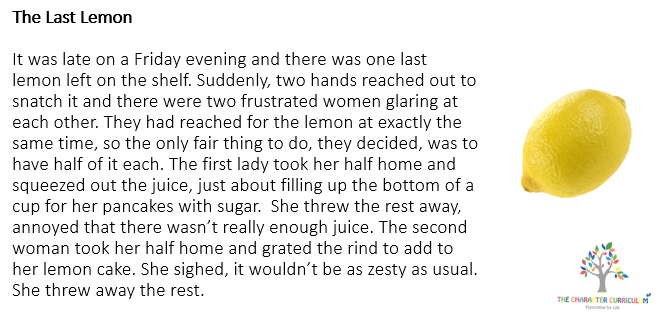 The Last Lemon
It was late on a Friday evening and there was one last
lemon left on the shelf. Suddenly, two hands reached out to
snatch it and there were two frustrated women glaring at
each other. They had reached for the lemon at exactly the
same time, so the only fair thing to do, they decided, was to
have half of it each. The first lady took her half home and
squeezed out the juice, just about filling up the bottom of a
cup for her pancakes with sugar.  She threw the rest away,
annoyed that there wasn’t really enough juice. The second
woman took her half home and grated the rind to add to
her lemon cake. She sighed, it wouldn’t be as zesty as usual.
She threw away the rest.
THE CHARACTER CURRICULUM
Flourishing for Life